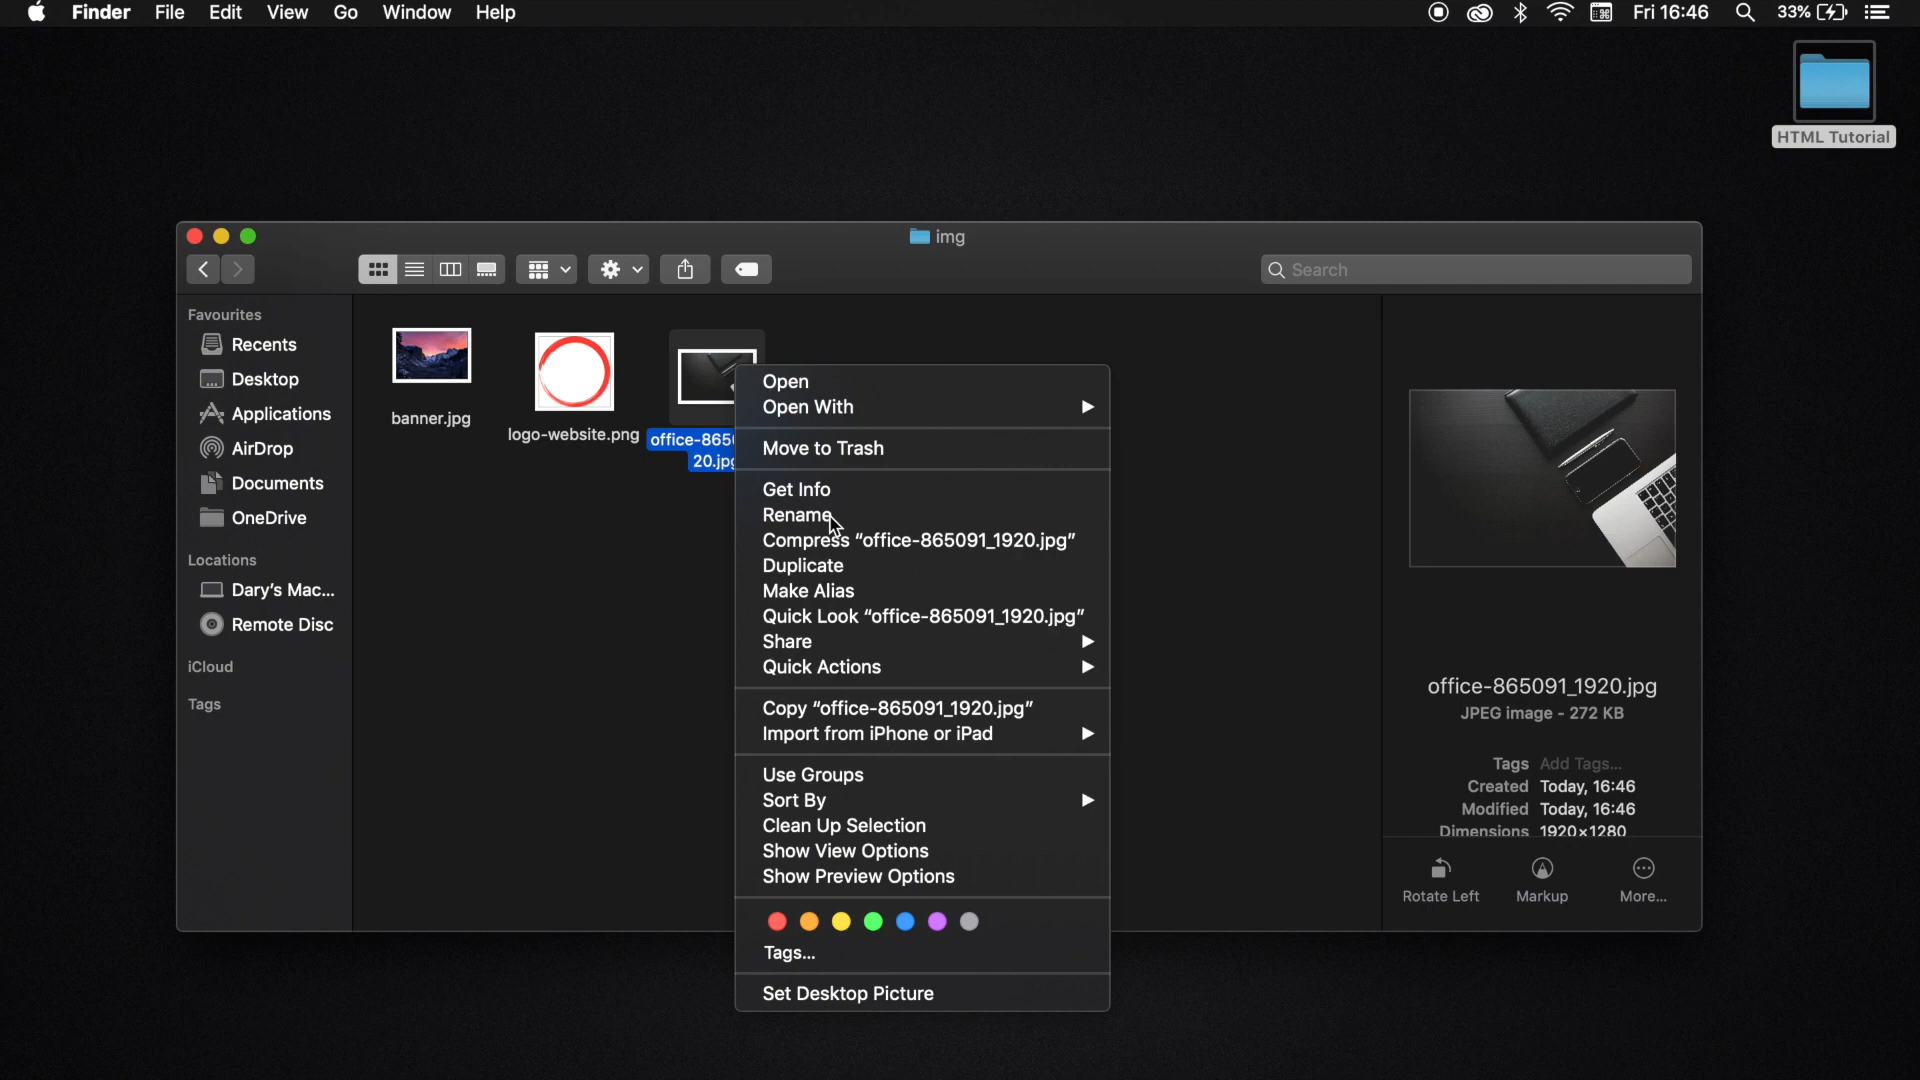 Finder File Edit View Go Window Help Fri 16:46 33%
HTML Tutorial
img
Search
Favourites
Recents
Desktop
Applications
AirDrop
Documents
OneDrive
Locations
Dary's Mac...
Remote Disc
iCloud
Tags
banner.jpg
logo-website.png
office-865
20.jpg
Open
Open With
Move to Trash
Get Info
Rename
Compress “office-865091_1920.jpg”
Duplicate
Make Alias
Quick Look “office-865091_1920.jpg”
Share
Quick Actions
Copy “office-865091_1920.jpg”
Import from iPhone or iPad
Use Groups
Sort By
Clean Up Selection
Show View Options
Show Preview Options
Tags...
Set Desktop Picture
office-865091_1920.jpg
JPEG image - 272 KB
Tags Add Tags...
Created Today, 16:46
Modified Today, 16:46
Dimensions 1920×1280
Rotate Left Markup More...